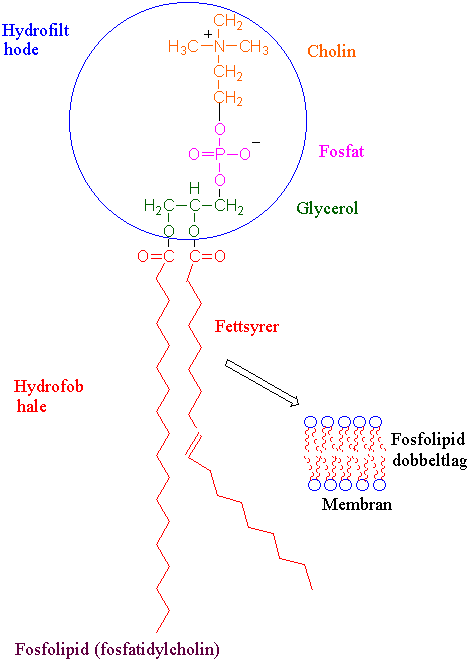 Hydrofilt
hode
CH2
+
H3C-N-CH3
Cholin
CH2
CH2
O
O=P-O−
Fosfat
O
H
H2C C CH2
Glycerol
O O
O=C C=O
Fettsyrer
Hydrofob
hale
Fosfolipid
dobbeltlag
Membran
Fosfolipid (fosfatidylcholin)